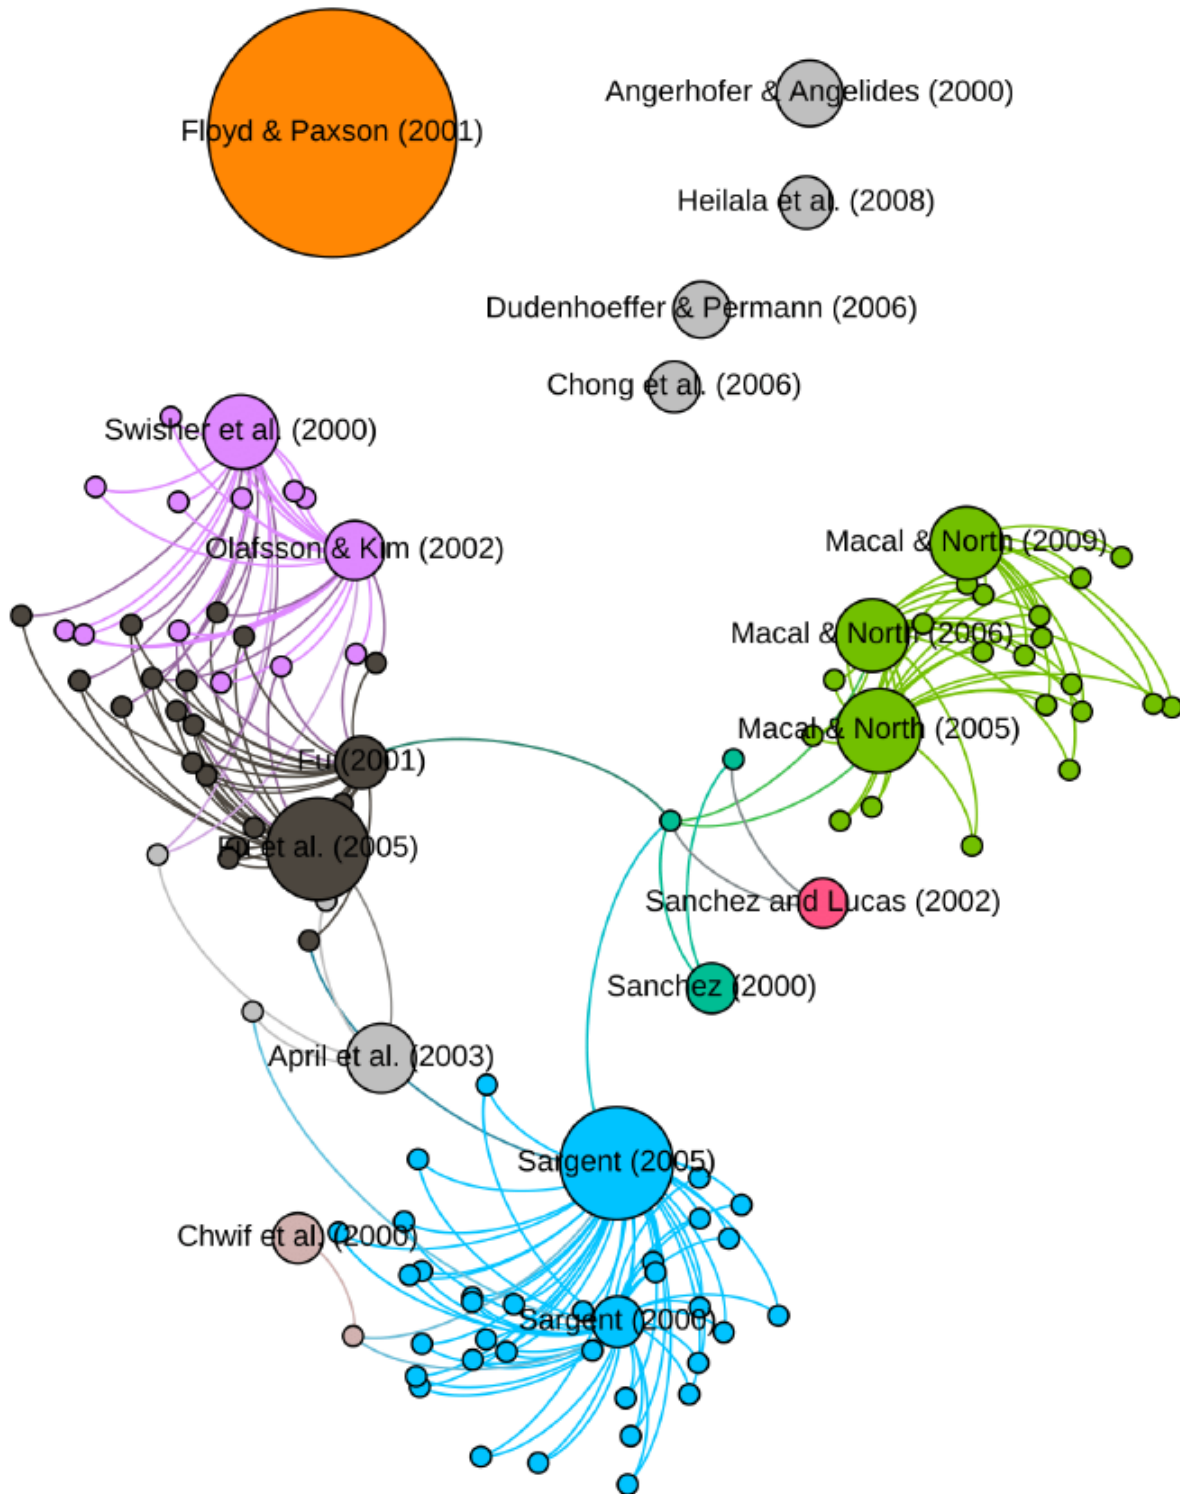 Angerhofer & Angelides (2000)
Floyd & Paxson (2001)
Heilala et al. (2008)
Dudenhoeffer & Permann (2006)
Chong et al. (2006)
Swisher et al. (2000)
Olafsson & Kim (2002)
Macal & North (2009)
Macal & North (2006)
Macal & North (2005)
Fu (2001)
Fu et al. (2005)
Sanchez and Lucas (2002)
Sanchez (2000)
April et al. (2003)
Sargent (2005)
Chwif et al. (2000)
Sargent (2000)